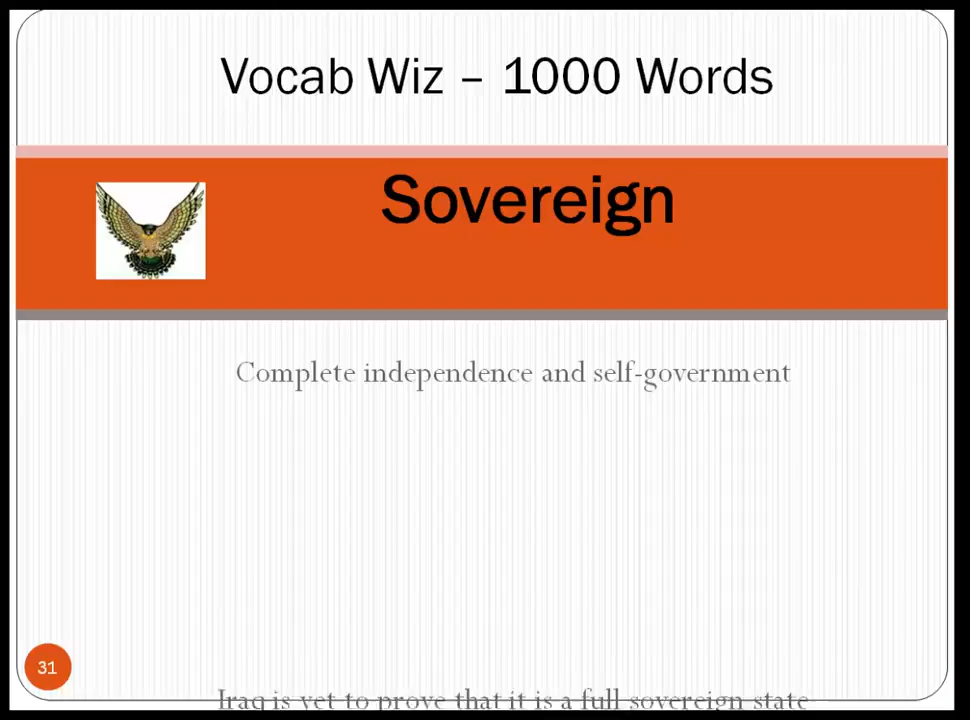 Vocab Wiz – 1000 Words
Sovereign
Complete independence and self-government
31
Iraq is yet to prove that it is a full sovereign state